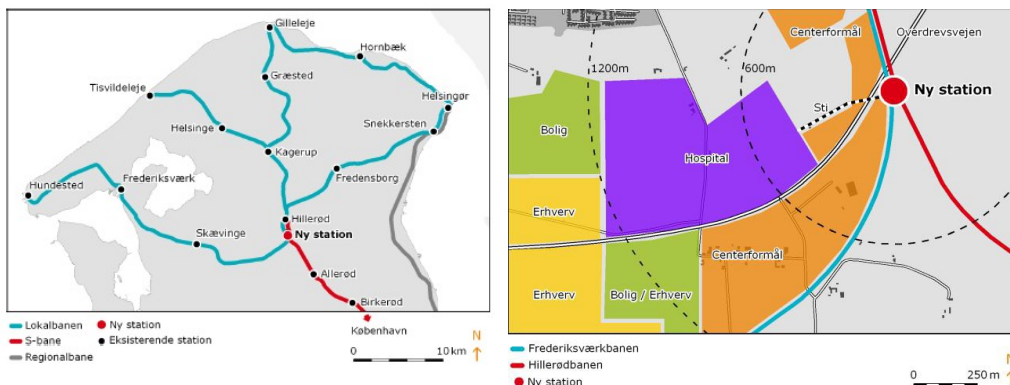 Gilleleje
Hornbæk
Græsted
Tisvildeleje
Helsingør
Helsinge
Snekkersten
Kagerup
Fredensborg
Hundested
Frederiksværk
Hillerød
Ny station
Skævinge
Allerød
Birkerød
København
Lokalbanen
Ny station
S-bane
Eksisterende station
Regionalbane
0 10 km
N
Centerformål
Overdrevsvejen
1200m
600m
Ny station
Sti
Bolig
Hospital
Erhverv
Centerformål
Erhverv
Bolig / Erhverv
Frederiksværkbanen
Hillerødbanen
Ny station
0 250 m
N